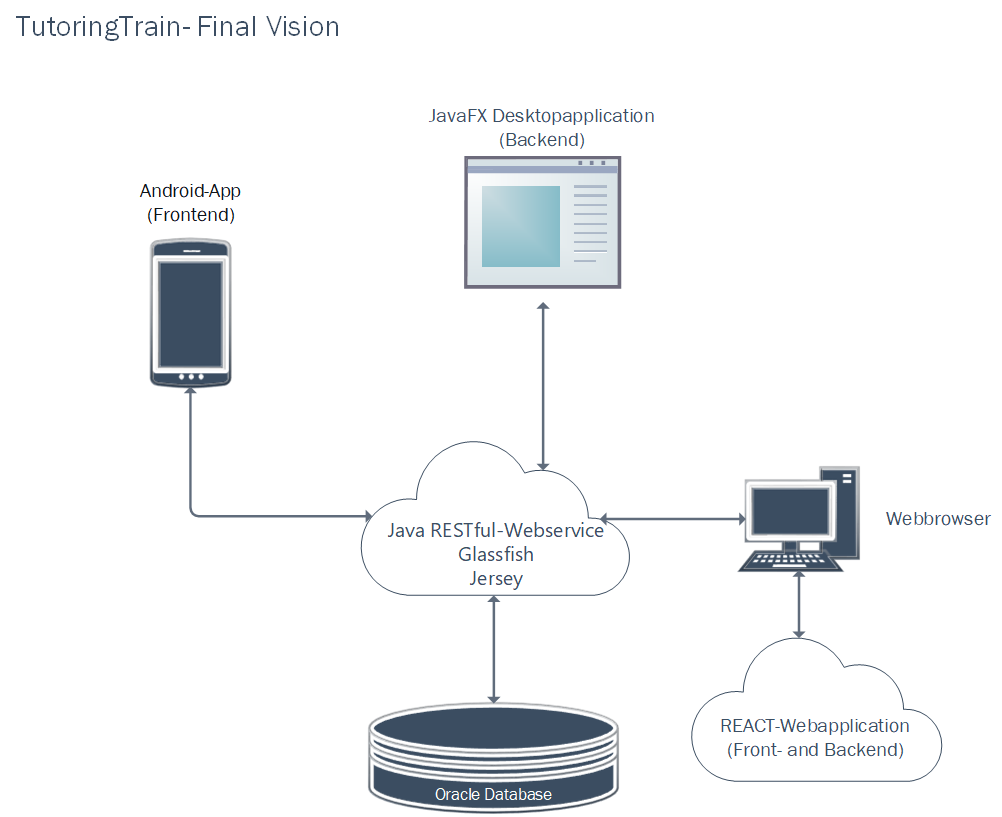 TutoringTrain- Final Vision
JavaFX Desktopapplication
(Backend)
Android-App
(Frontend)
Java RESTful-Webservice
Glassfish
Jersey
Webbrowser
REACT-Webapplication
(Front- and Backend)
Oracle Database